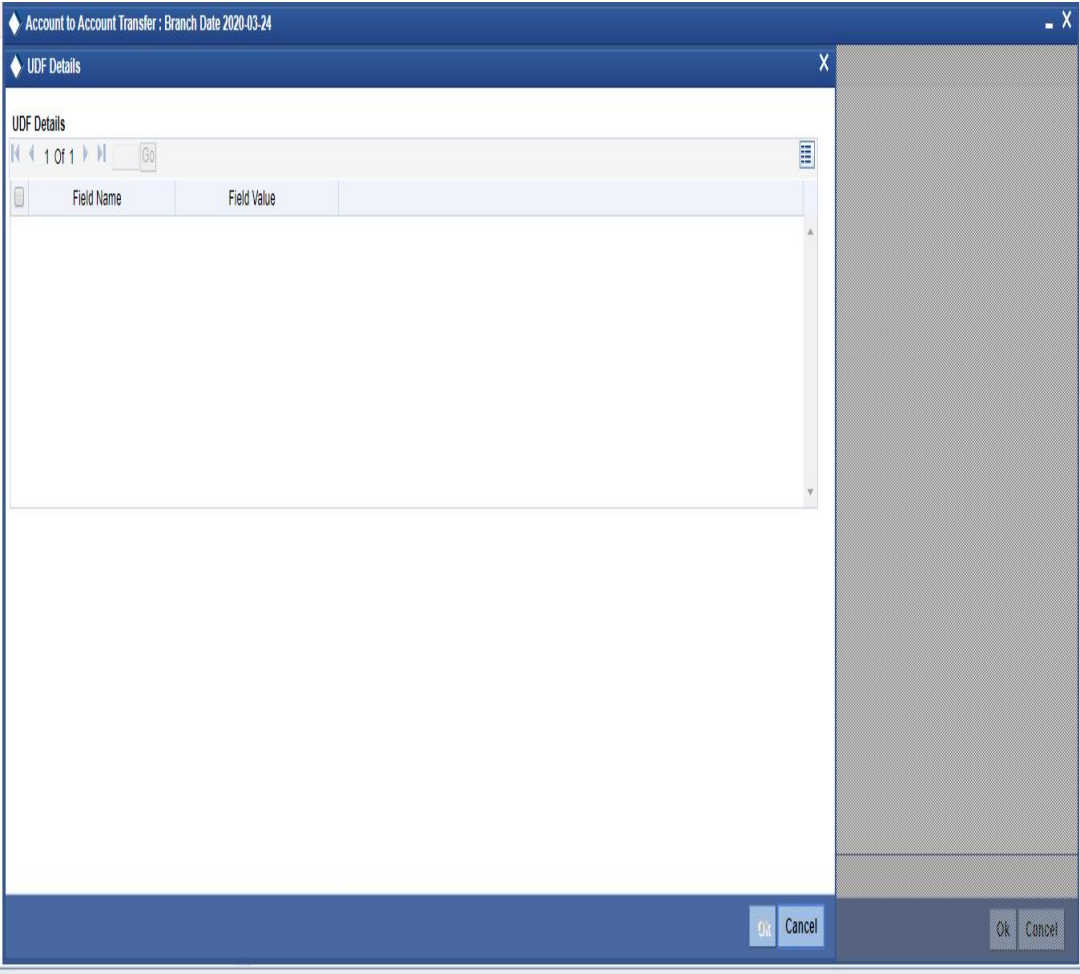 Account to Account Transfer : Branch Date 2020-03-24
UDF Details
UDF Details
1 Of 1 Go
Field Name Field Value
Ok Cancel
Ok Cancel